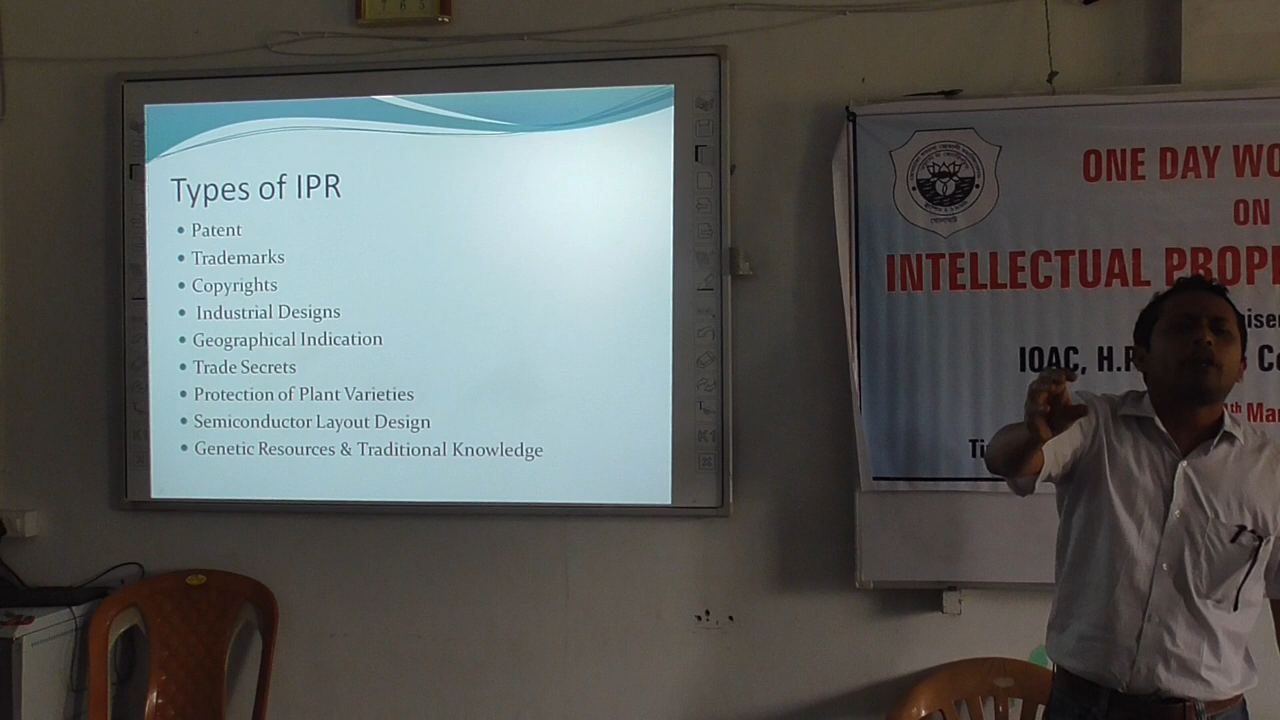 Types of IPR
• Patent
• Trademarks
• Copyrights
• Industrial Designs
• Geographical Indication
• Trade Secrets
• Protection of Plant Varieties
• Semiconductor Layout Design
• Genetic Resources & Traditional Knowledge
ONE DAY WO
ON
INTELLECTUAL PROPE
IQAC, H.P